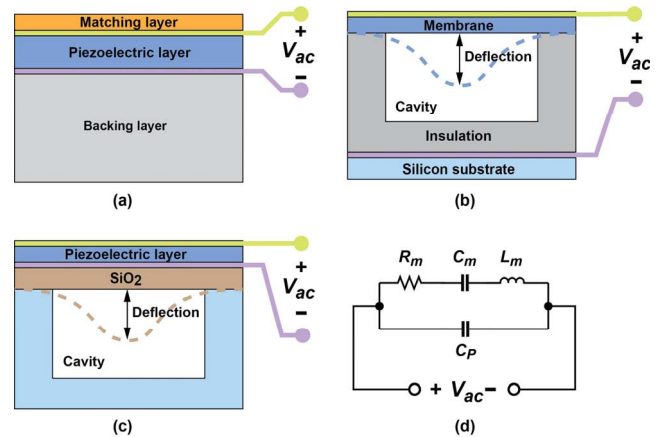 Matching layer
Piezoelectric layer
Backing layer
+
Vac
−
(a)
Membrane
Deflection
Cavity
Insulation
Silicon substrate
+
Vac
−
(b)
Piezoelectric layer
SiO2
Deflection
Cavity
+
Vac
−
(c)
Rm Cm Lm
CP
+ Vac −
(d)